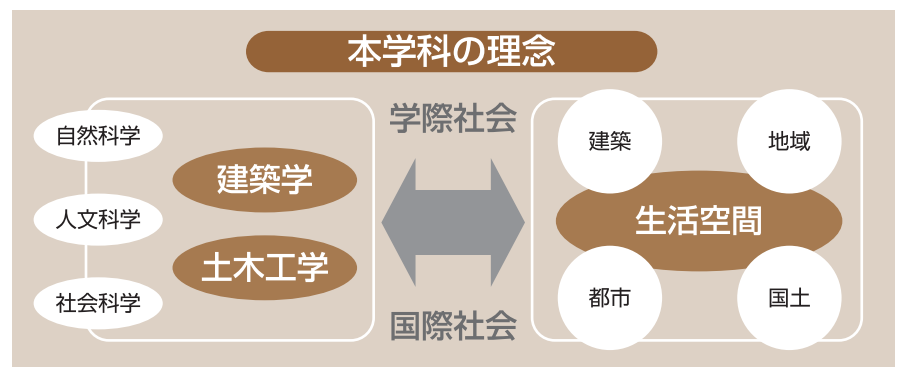 本学科の理念
自然科学
人文科学
社会科学
建築学
土木工学
学際社会
国際社会
建築
地域
生活空間
都市
国土